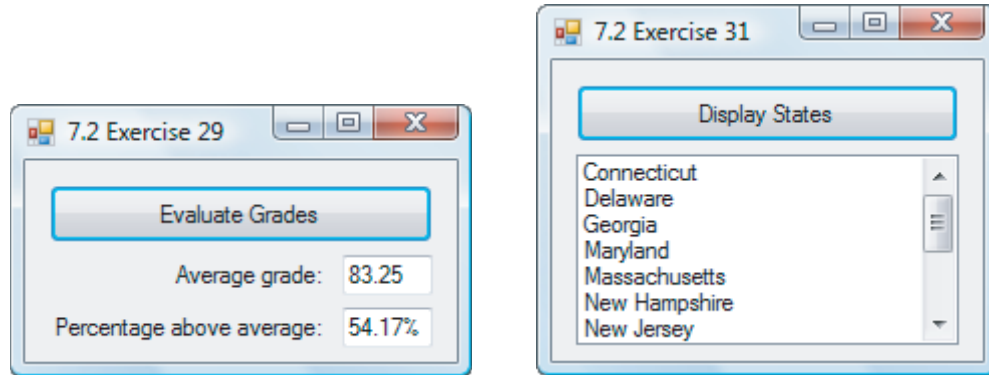 7.2 Exercise 29
Evaluate Grades
Average grade: 83.25
Percentage above average: 54.17%
7.2 Exercise 31
Display States
Connecticut
Delaware
Georgia
Maryland
Massachusetts
New Hampshire
New Jersey